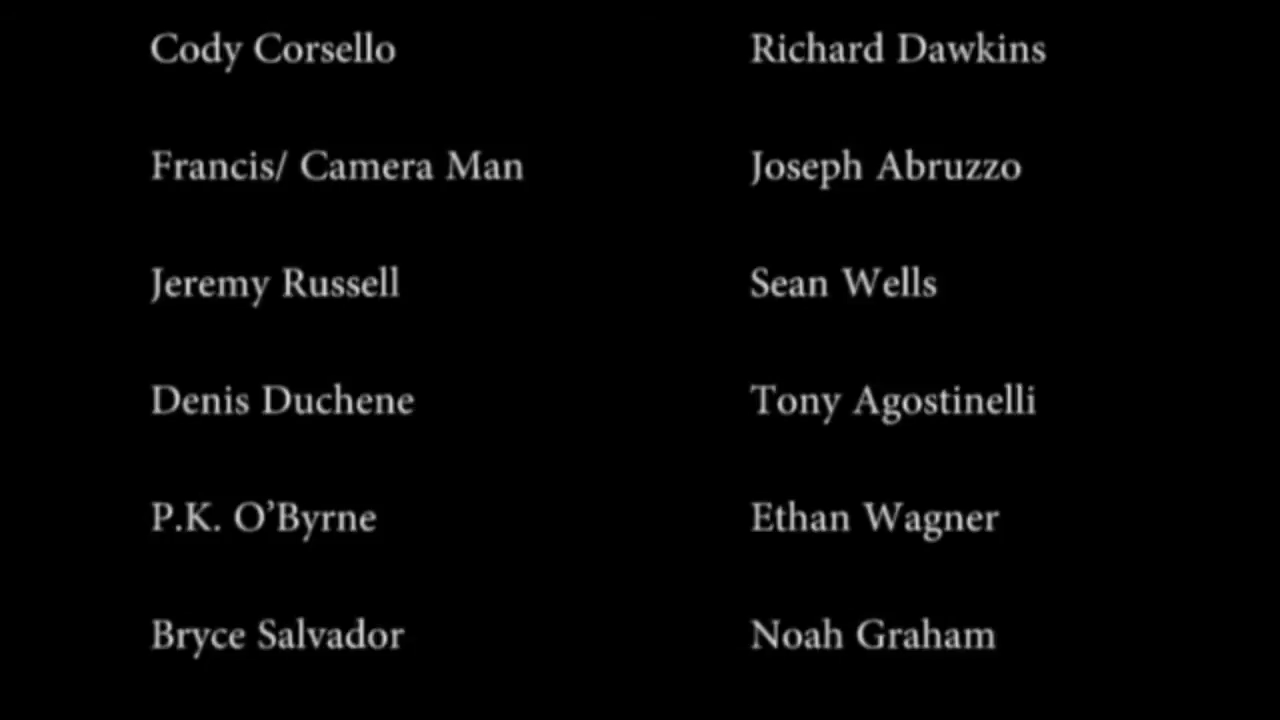 Cody Corsello Richard Dawkins
Francis/ Camera Man Joseph Abruzzo
Jeremy Russell Sean Wells
Denis Duchene Tony Agostinelli
P.K. O’Byrne Ethan Wagner
Bryce Salvador Noah Graham